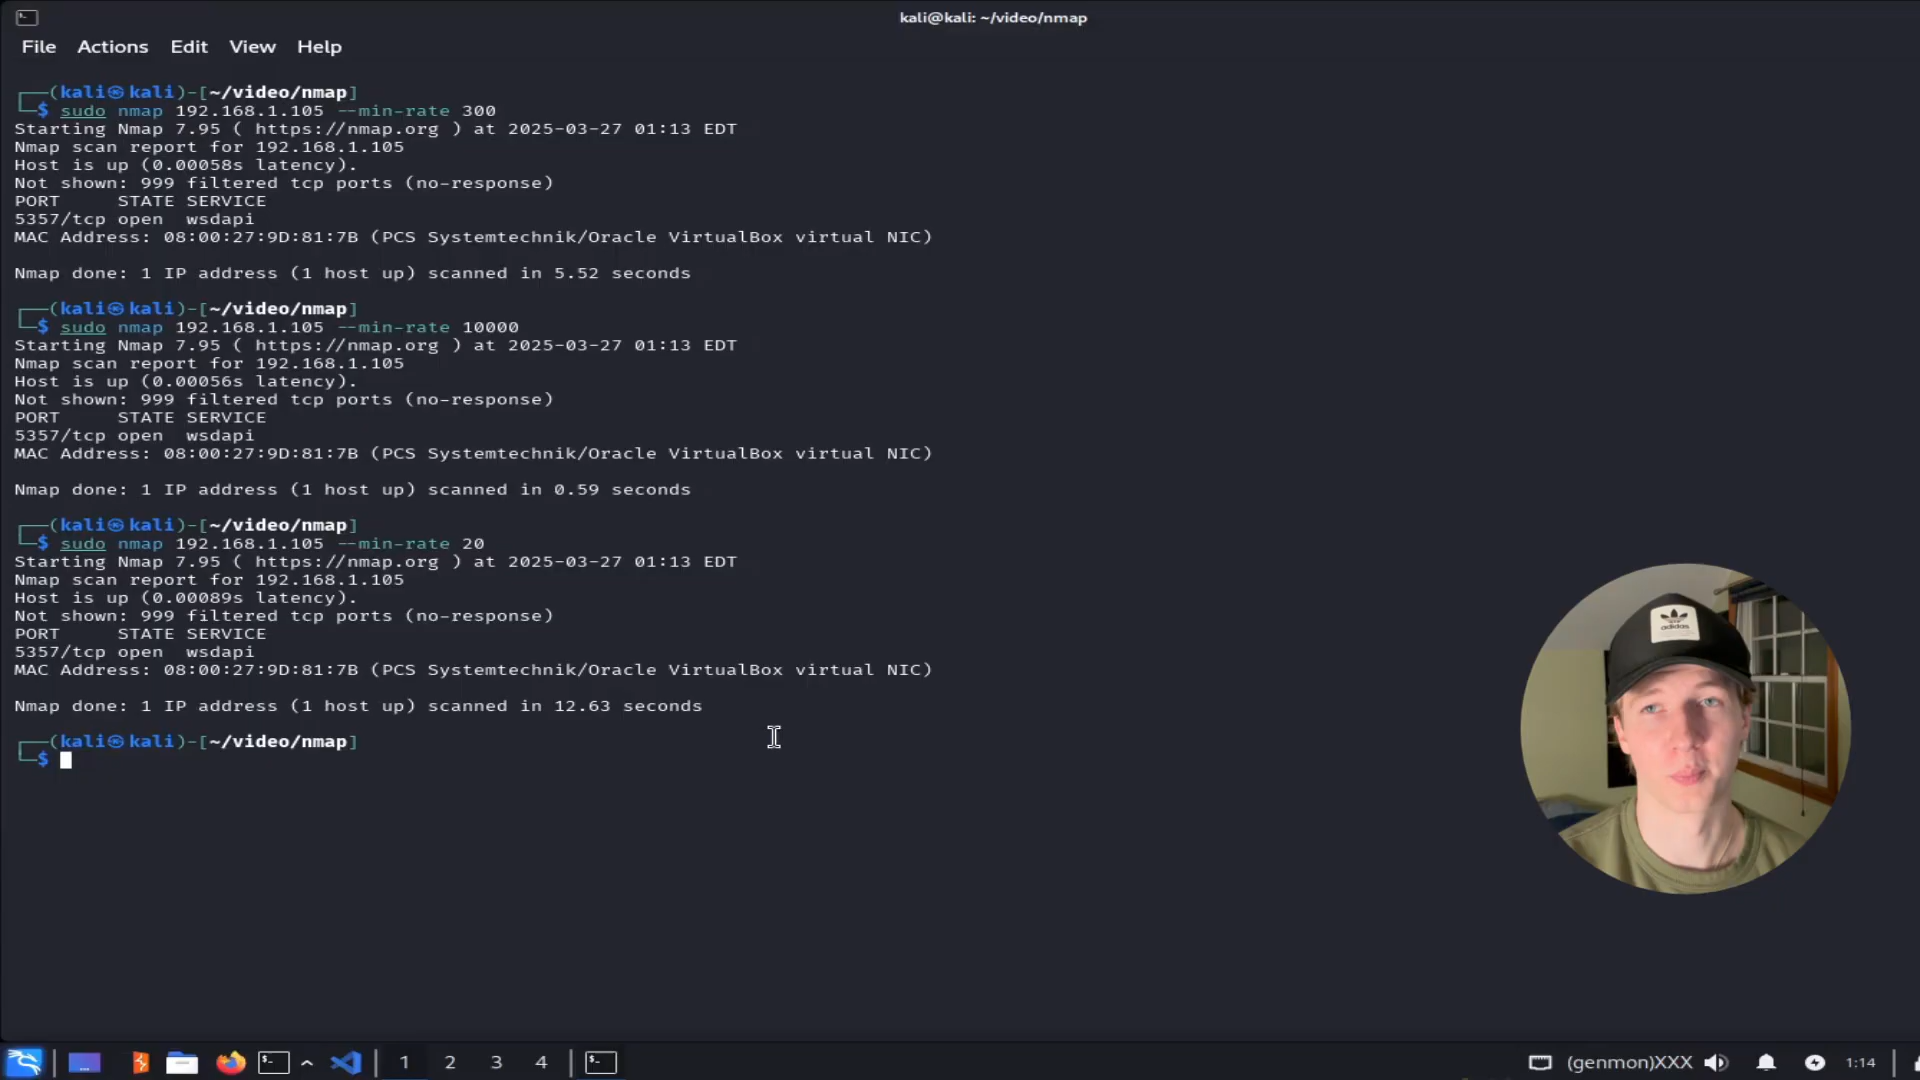 kali@kali: ~/video/nmap
File Actions Edit View Help
┌──(kali㉿kali)-[~/video/nmap]
└─$ sudo nmap 192.168.1.105 --min-rate 300
Starting Nmap 7.95 ( https://nmap.org ) at 2025-03-27 01:13 EDT
Nmap scan report for 192.168.1.105
Host is up (0.00058s latency).
Not shown: 999 filtered tcp ports (no-response)
PORT     STATE SERVICE
5357/tcp open  wsdapi
MAC Address: 08:00:27:9D:81:7B (PCS Systemtechnik/Oracle VirtualBox virtual NIC)
Nmap done: 1 IP address (1 host up) scanned in 5.52 seconds
┌──(kali㉿kali)-[~/video/nmap]
└─$ sudo nmap 192.168.1.105 --min-rate 10000
Starting Nmap 7.95 ( https://nmap.org ) at 2025-03-27 01:13 EDT
Nmap scan report for 192.168.1.105
Host is up (0.00056s latency).
Not shown: 999 filtered tcp ports (no-response)
PORT     STATE SERVICE
5357/tcp open  wsdapi
MAC Address: 08:00:27:9D:81:7B (PCS Systemtechnik/Oracle VirtualBox virtual NIC)
Nmap done: 1 IP address (1 host up) scanned in 0.59 seconds
┌──(kali㉿kali)-[~/video/nmap]
└─$ sudo nmap 192.168.1.105 --min-rate 20
Starting Nmap 7.95 ( https://nmap.org ) at 2025-03-27 01:13 EDT
Nmap scan report for 192.168.1.105
Host is up (0.00089s latency).
Not shown: 999 filtered tcp ports (no-response)
PORT     STATE SERVICE
5357/tcp open  wsdapi
MAC Address: 08:00:27:9D:81:7B (PCS Systemtechnik/Oracle VirtualBox virtual NIC)
Nmap done: 1 IP address (1 host up) scanned in 12.63 seconds
┌──(kali㉿kali)-[~/video/nmap]
└─$
adidas
1 2 3 4 (genmon)XXX 1:14